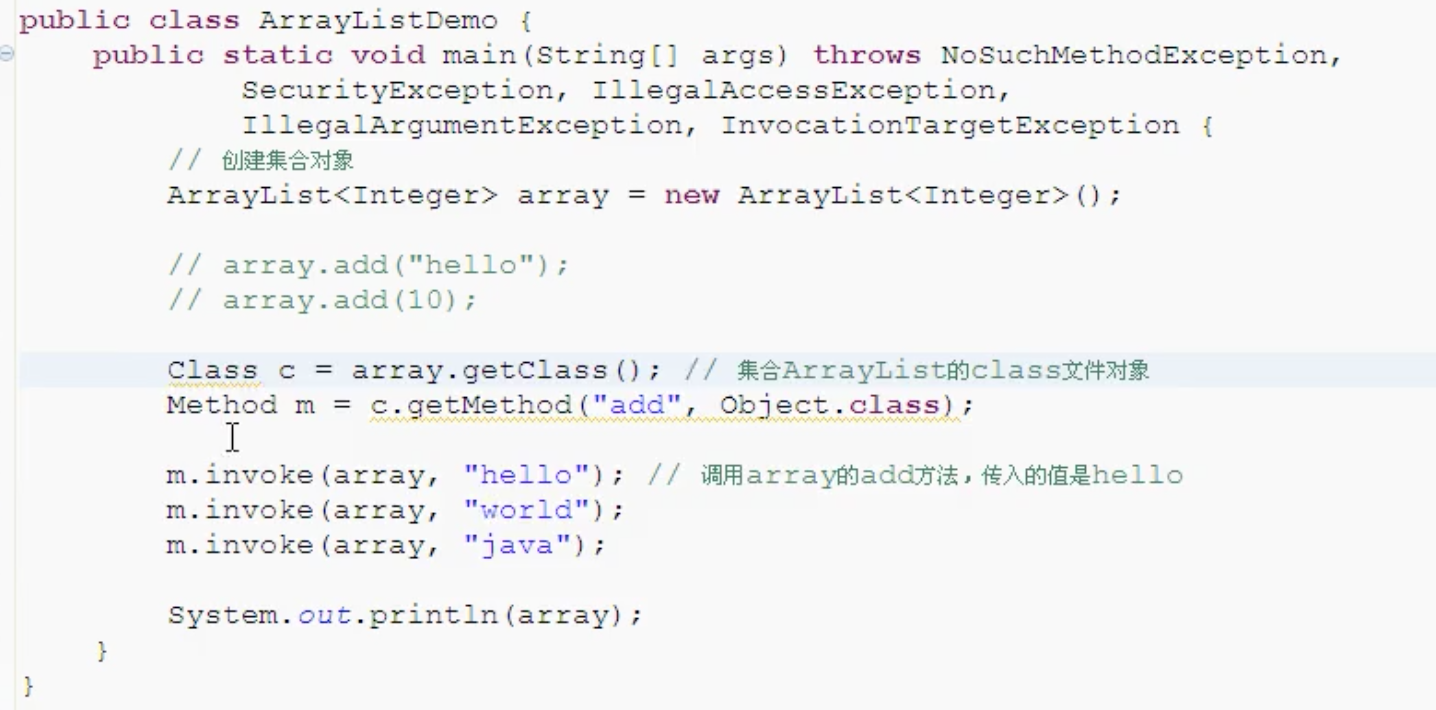 public class ArrayListDemo {
public static void main(String[] args) throws NoSuchMethodException,
SecurityException, IllegalAccessException,
IllegalArgumentException, InvocationTargetException {
// 创建集合对象
ArrayList<Integer> array = new ArrayList<Integer>();
// array.add("hello");
// array.add(10);
Class c = array.getClass(); // 集合ArrayList的class文件对象
Method m = c.getMethod("add", Object.class);
m.invoke(array, "hello"); // 调用array的add方法，传入的值是hello
m.invoke(array, "world");
m.invoke(array, "java");
System.out.println(array);
}
}